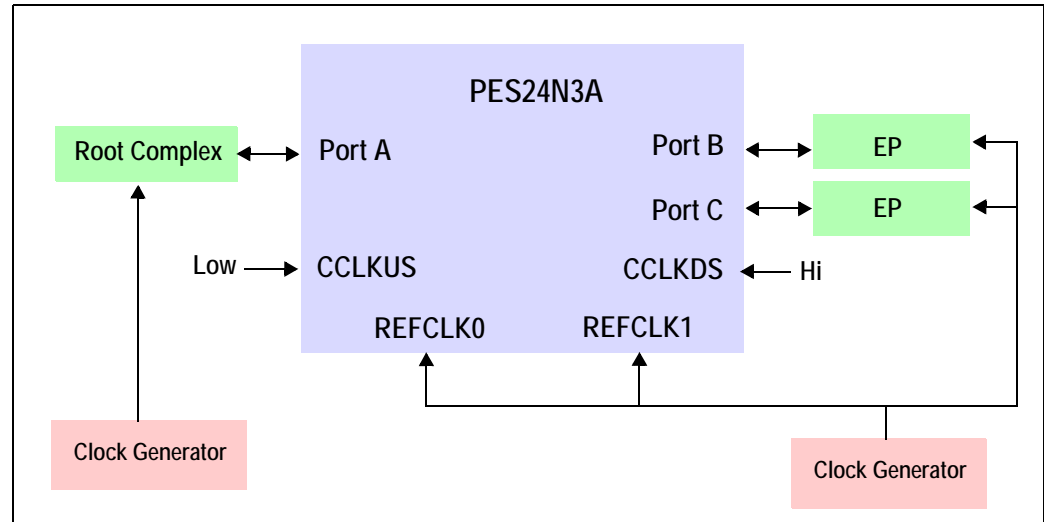 PES24N3A
Root Complex
Port A
Port B
EP
Port C
EP
Low
CCLKUS
CCLKDS
Hi
REFCLK0
REFCLK1
Clock Generator
Clock Generator